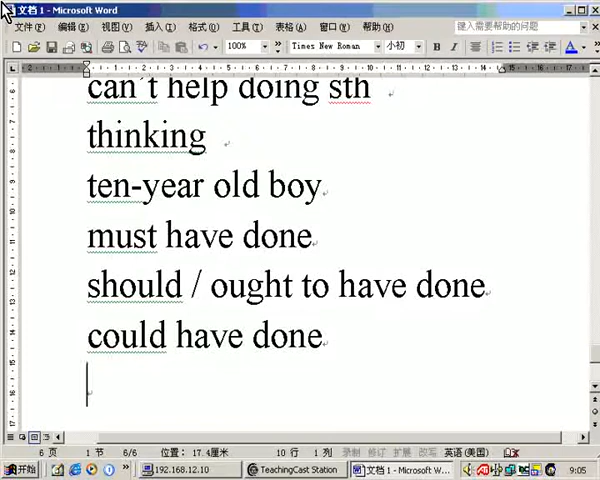 文档 1 - Microsoft Word
文件(F) 编辑(E) 视图(V) 插入(I) 格式(O) 工具(T) 表格(A) 窗口(W) 帮助(H) 键入需要帮助的问题
100% Times New Roman 小初 B I U
can't help doing sth
thinking
ten-year old boy
must have done
should / ought to have done
could have done
6 页 1 节 6/6 位置: 17.4厘米 10 行 1 列 录制 修订 扩展 改写 英语(美国)
开始 192.168.12.10 TeachingCast Station 文档 1 - Microsoft W... 9:05